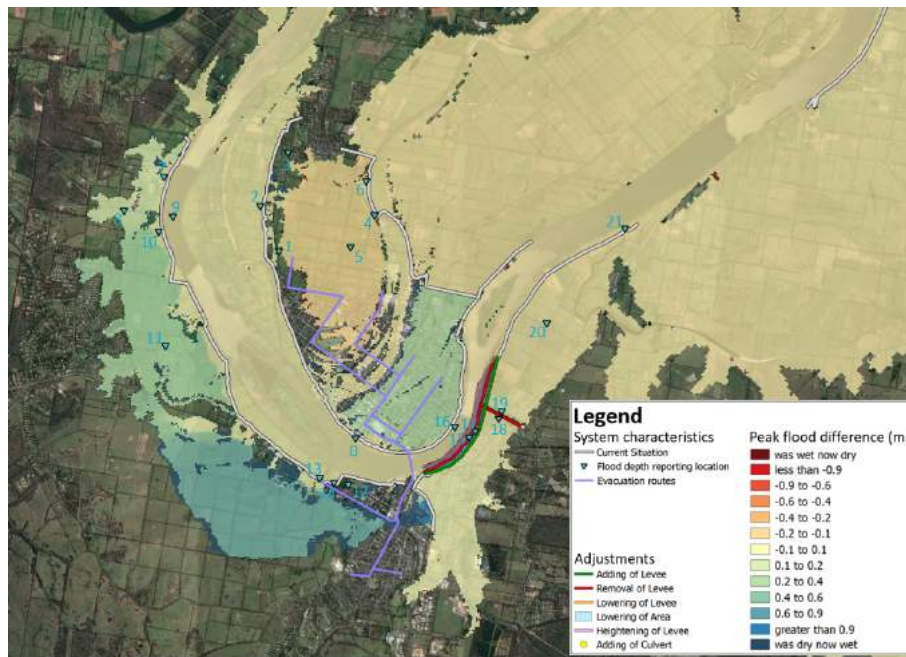 6
2
9
8
10
4
1
5
21
11
20
19
16
18
0
13
Legend
System characteristics
Current Situation
Flood depth reporting location
Evacuation routes
Adjustments
Adding of Levee
Removal of Levee
Lowering of Levee
Lowering of Area
Heightening of Levee
Adding of Culvert
Peak flood difference (m
was wet now dry
less than -0.9
-0.9 to -0.6
-0.6 to -0.4
-0.4 to -0.2
-0.2 to -0.1
-0.1 to 0.1
0.1 to 0.2
0.2 to 0.4
0.4 to 0.6
0.6 to 0.9
greater than 0.9
was dry now wet